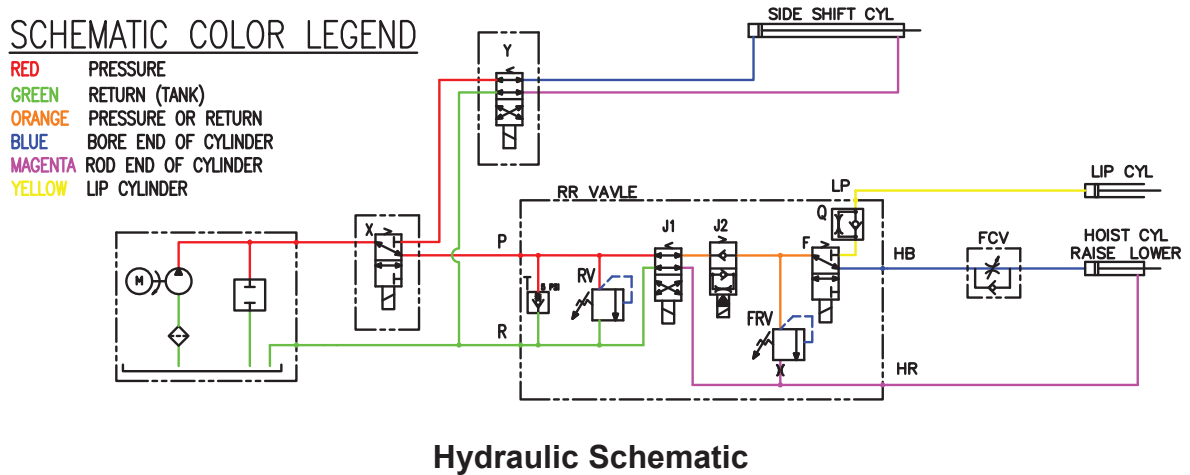 SCHEMATIC COLOR LEGEND
RED PRESSURE
GREEN RETURN (TANK)
ORANGE PRESSURE OR RETURN
BLUE BORE END OF CYLINDER
MAGENTA ROD END OF CYLINDER
YELLOW LIP CYLINDER
SIDE SHIFT CYL
Y
LIP CYL
RR VAVLE
LP
Q
X
P
J1
J2
F
HB
FCV
HOIST CYL
RAISE LOWER
M
T
5 PSI
RV
R
FRV
X
HR
Hydraulic Schematic